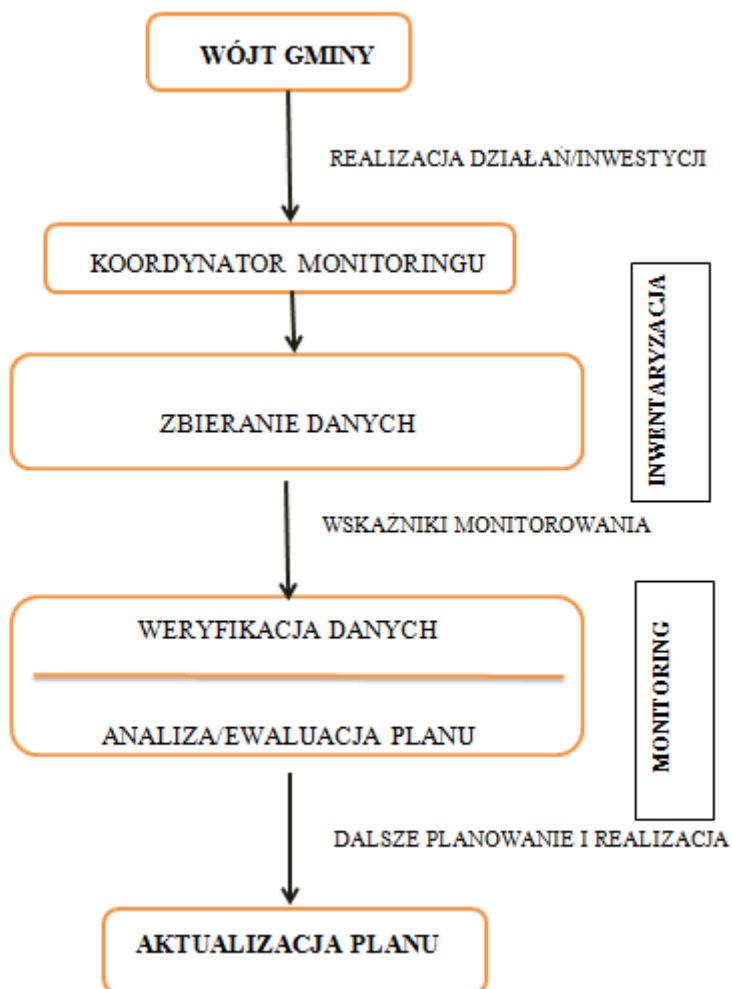 WÓJT GMINY
REALIZACJA DZIAŁAŃ/INWESTYCJI
KOORDYNATOR MONITORINGU
INWENTARYZACJA
ZBIERANIE DANYCH
WSKAŹNIKI MONITOROWANIA
WERYFIKACJA DANYCH
MONITORING
ANALIZA/EWALUACJA PLANU
DALSZE PLANOWANIE I REALIZACJA
AKTUALIZACJA PLANU